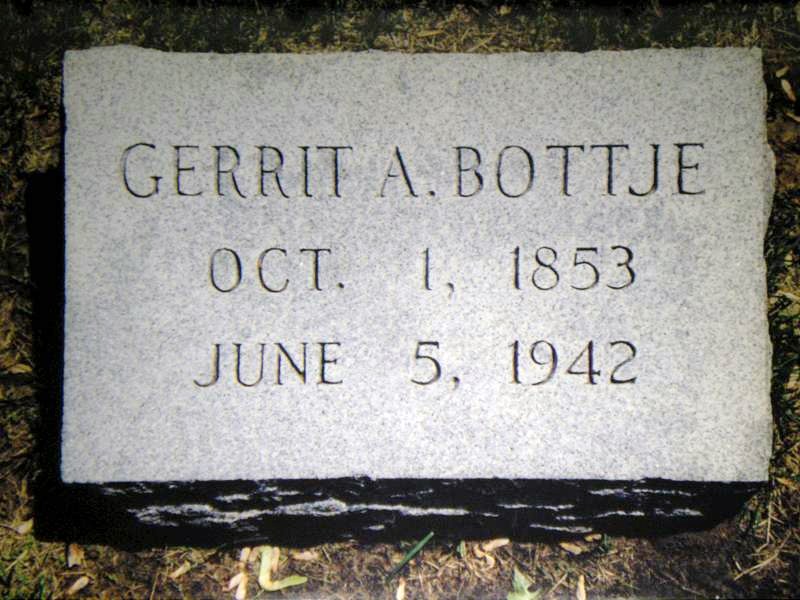 GERRIT A. BOTTJE
OCT. 1, 1853
JUNE 5, 1942